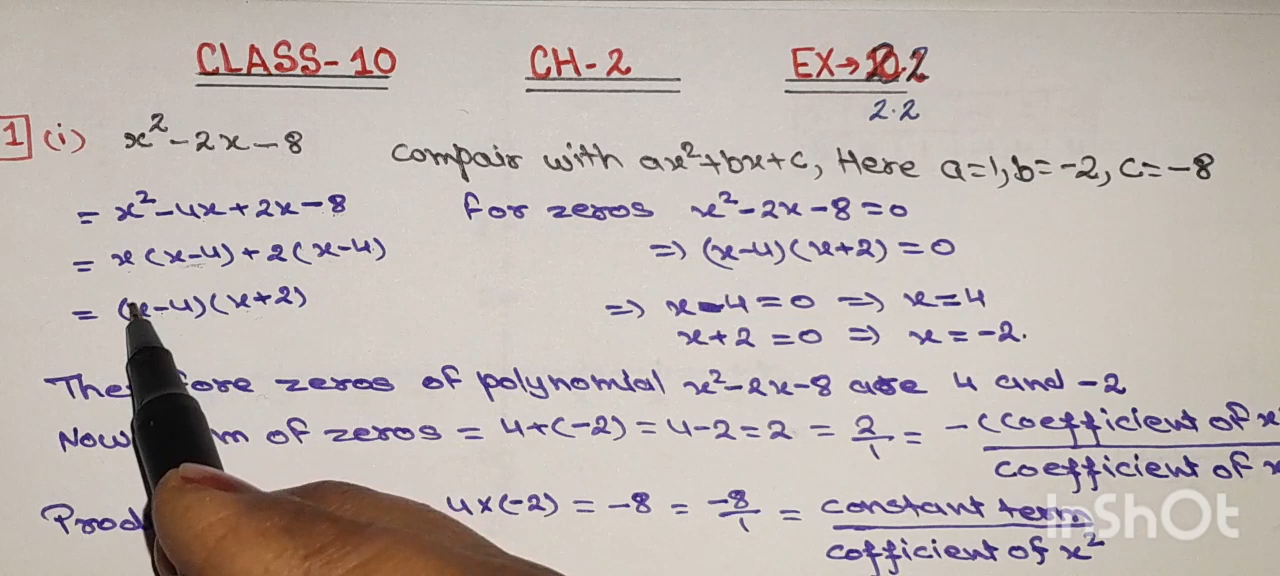 CLASS-10 CH-2 EX→ 2
2.2
1 (i) x²-2x-8 compair with ax²+bx+c, Here a=1, b=-2, c=-8
= x²-4x+2x-8 for zeros x²-2x-8=0
= x(x-4)+2(x-4) => (x-4)(x+2)=0
= (x-4)(x+2) => x-4=0 => x=4
x+2=0 => x=-2.
The fore zeros of polynomial x²-2x-8 are 4 and -2
Now m of zeros = 4+(-2)=4-2=2 = 2/1 = -(coefficient of x / coefficient of x
Prod 4×(-2) = -8 = -8/1 = constant term / cofficient of x²
InShOt